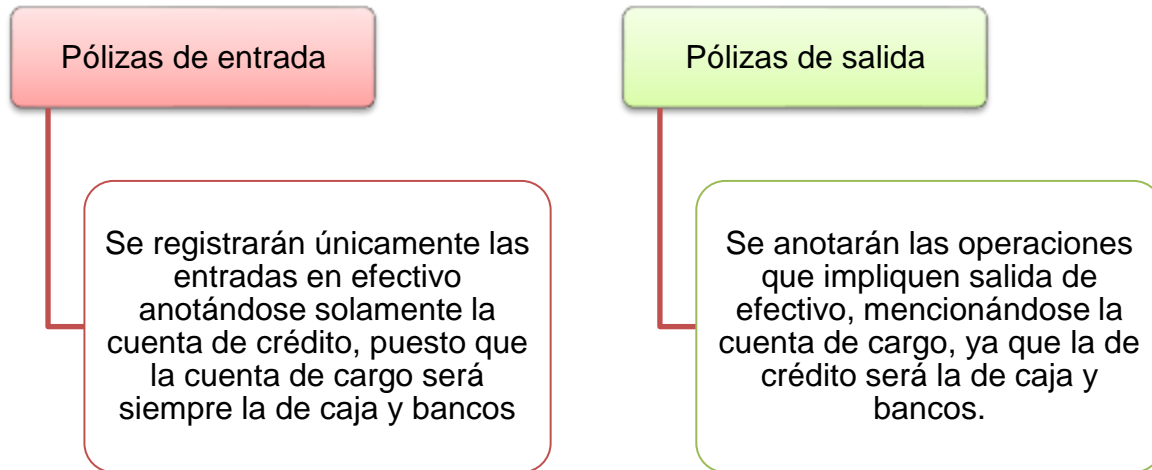 Pólizas de entrada
Se registrarán únicamente las
entradas en efectivo
anotándose solamente la
cuenta de crédito, puesto que
la cuenta de cargo será
siempre la de caja y bancos
Pólizas de salida
Se anotarán las operaciones
que impliquen salida de
efectivo, mencionándose la
cuenta de cargo, ya que la de
crédito será la de caja y
bancos.